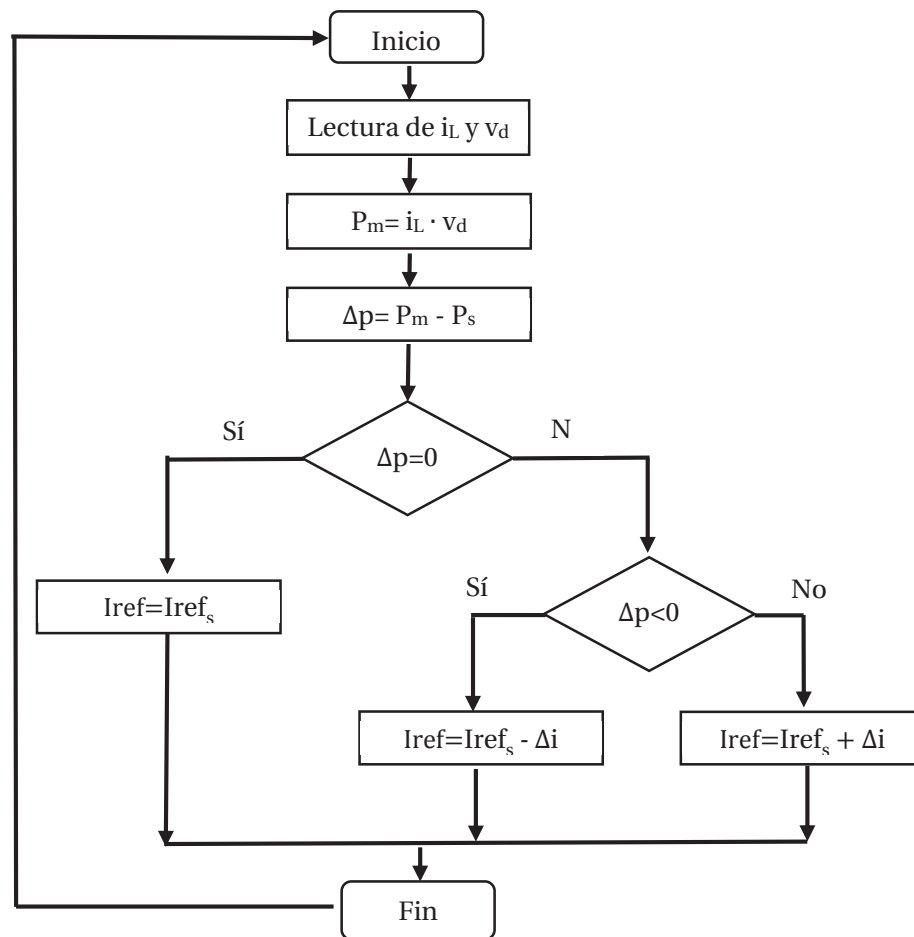 Inicio
Lectura de iL y vd
Pm= iL · vd
Δp= Pm - Ps
Sí
N
Δp=0
Iref=Irefs
Sí
No
Δp<0
Iref=Irefs - Δi
Iref=Irefs + Δi
Fin